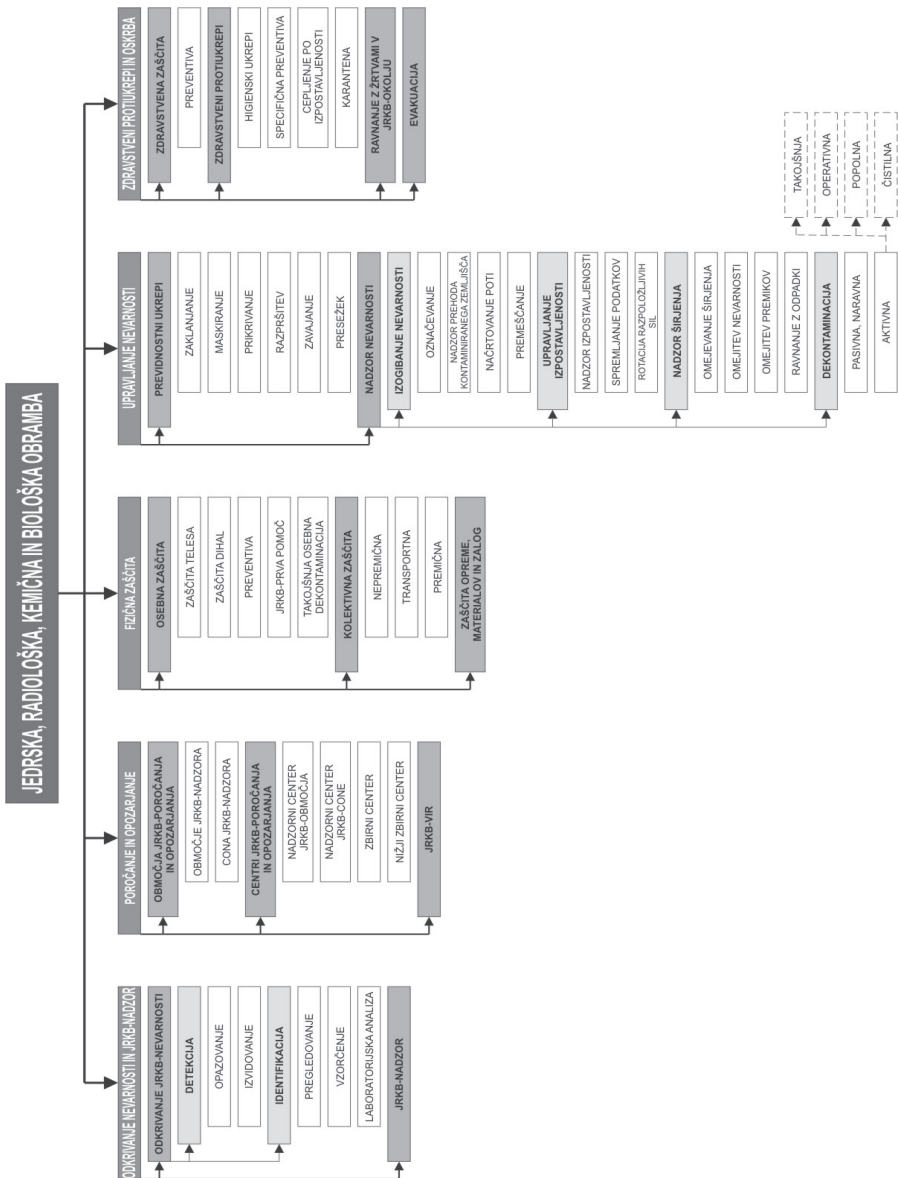 JEDRSKA, RADIOLOŠKA, KEMIČNA IN BIOLOŠKA OBRAMBA
ODKRIVANJE NEVARNOSTI IN JRKB-NADZOR
ODKRIVANJE JRKB-NEVARNOSTI
DETEKCIJA
OPAZOVANJE
IZVIDOVANJE
IDENTIFIKACIJA
PREGLEDOVANJE
VZORČENJE
LABORATORIJSKA ANALIZA
JRKB-NADZOR
POROČANJE IN OPOZARJANJE
OBMOČJA JRKB-POROČANJA
IN OPOZARJANJA
OBMOČJE JRKB-NADZORA
CONA JRKB-NADZORA
CENTRI JRKB-POROČANJA
IN OPOZARJANJA
NADZORNI CENTER
JRKB-OBMOČJA
NADZORNI CENTER
JRKB-CONE
ZBIRNI CENTER
NIŽJI ZBIRNI CENTER
JRKB-VIR
FIZIČNA ZAŠČITA
OSEBNA ZAŠČITA
ZAŠČITA TELESA
ZAŠČITA DIHAL
PREVENTIVA
JRKB-PRVA POMOČ
TAKOJŠNJA OSEBNA
DEKONTAMINACIJA
KOLEKTIVNA ZAŠČITA
NEPREMIČNA
TRANSPORTNA
PREMIČNA
ZAŠČITA OPREME,
MATERIALOV IN ZALOG
UPRAVLJANJE NEVARNOSTI
PREVIDNOSTNI UKREPI
ZAKLANJANJE
MASKIRANJE
PRIKRIVANJE
RAZPRŠITEV
ZAVAJANJE
PRESEŽEK
NADZOR NEVARNOSTI
IZOGIBANJE NEVARNOSTI
OZNAČEVANJE
NADZOR PREHODA
KONTAMINIRANEGA ZEMLJIŠČA
NAČRTOVANJE POTI
PREMEŠČANJE
UPRAVLJANJE
IZPOSTAVLJENOSTI
NADZOR IZPOSTAVLJENOSTI
SPREMLJANJE PODATKOV
ROTACIJA RAZPOLOŽLJIVIH
SIL
NADZOR ŠIRJENJA
OMEJEVANJE ŠIRJENJA
OMEJITEV NEVARNOSTI
OMEJITEV PREMIKOV
RAVNANJE Z ODPADKI
DEKONTAMINACIJA
PASIVNA, NARAVNA
AKTIVNA
TAKOJŠNJA
OPERATIVNA
POPOLNA
ČISTILNA
ZDRAVSTVENI PROTIUKREPI IN OSKRBA
ZDRAVSTVENA ZAŠČITA
PREVENTIVA
ZDRAVSTVENI PROTIUKREPI
HIGIENSKI UKREPI
SPECIFIČNA PREVENTIVA
CEPLJENJE PO
IZPOSTAVLJENOSTI
KARANTENA
RAVNANJE Z ŽRTVAMI V
JRKB-OKOLJU
EVAKUACIJA